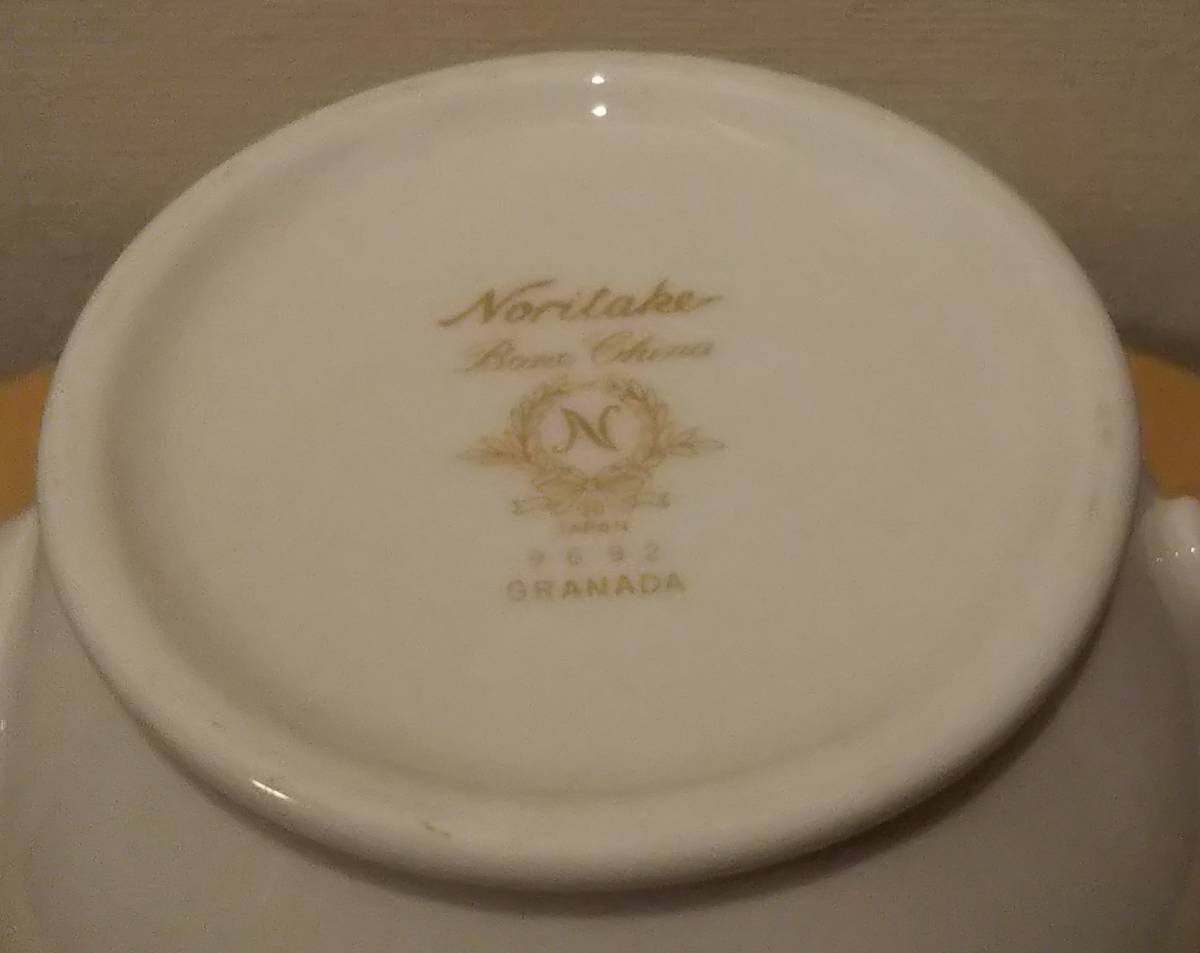 Noritake
Bone China
N
JAPAN
9692
GRANADA